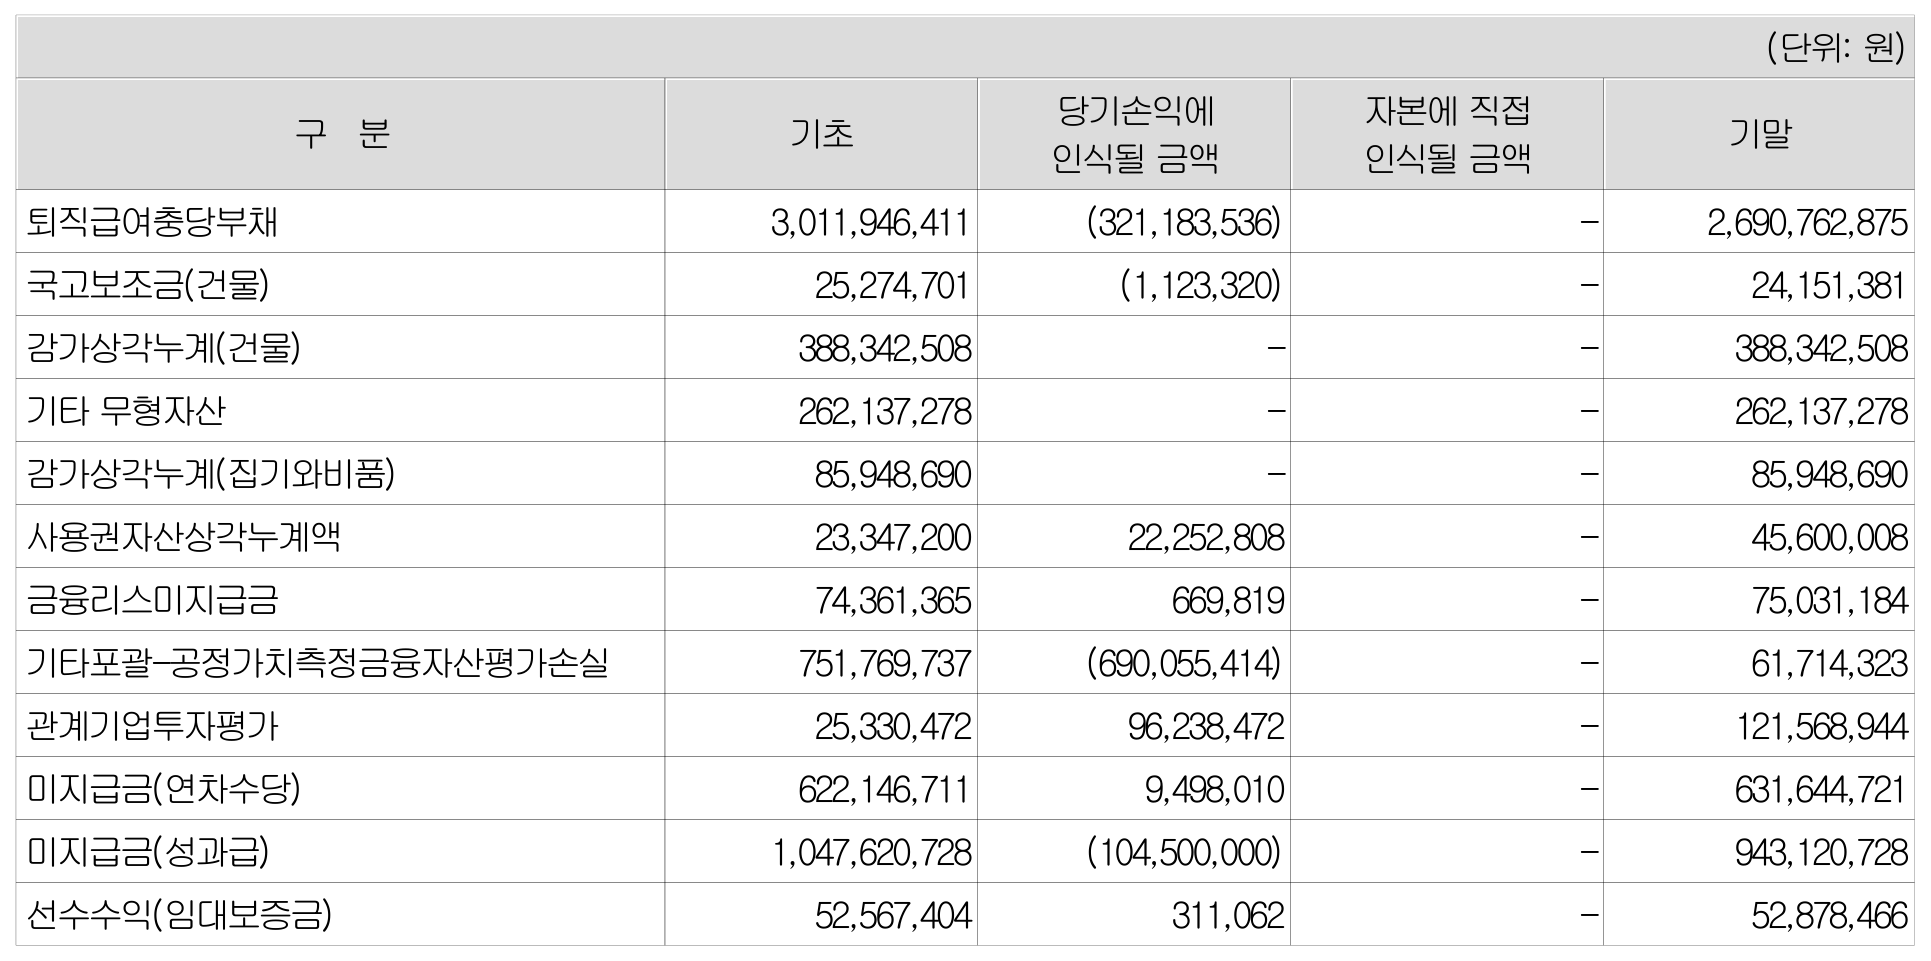 (단위: 원)
구 분 기초 당기손익에 인식될 금액 자본에 직접 인식될 금액 기말
퇴직급여충당부채 3,011,946,411 (321,183,536) – 2,690,762,875
국고보조금(건물) 25,274,701 (1,123,320) – 24,151,381
감가상각누계(건물) 388,342,508 – – 388,342,508
기타 무형자산 262,137,278 – – 262,137,278
감가상각누계(집기와비품) 85,948,690 – – 85,948,690
사용권자산상각누계액 23,347,200 22,252,808 – 45,600,008
금융리스미지급금 74,361,365 669,819 – 75,031,184
기타포괄–공정가치측정금융자산평가손실 751,769,737 (690,055,414) – 61,714,323
관계기업투자평가 25,330,472 96,238,472 – 121,568,944
미지급금(연차수당) 622,146,711 9,498,010 – 631,644,721
미지급금(성과급) 1,047,620,728 (104,500,000) – 943,120,728
선수수익(임대보증금) 52,567,404 311,062 – 52,878,466